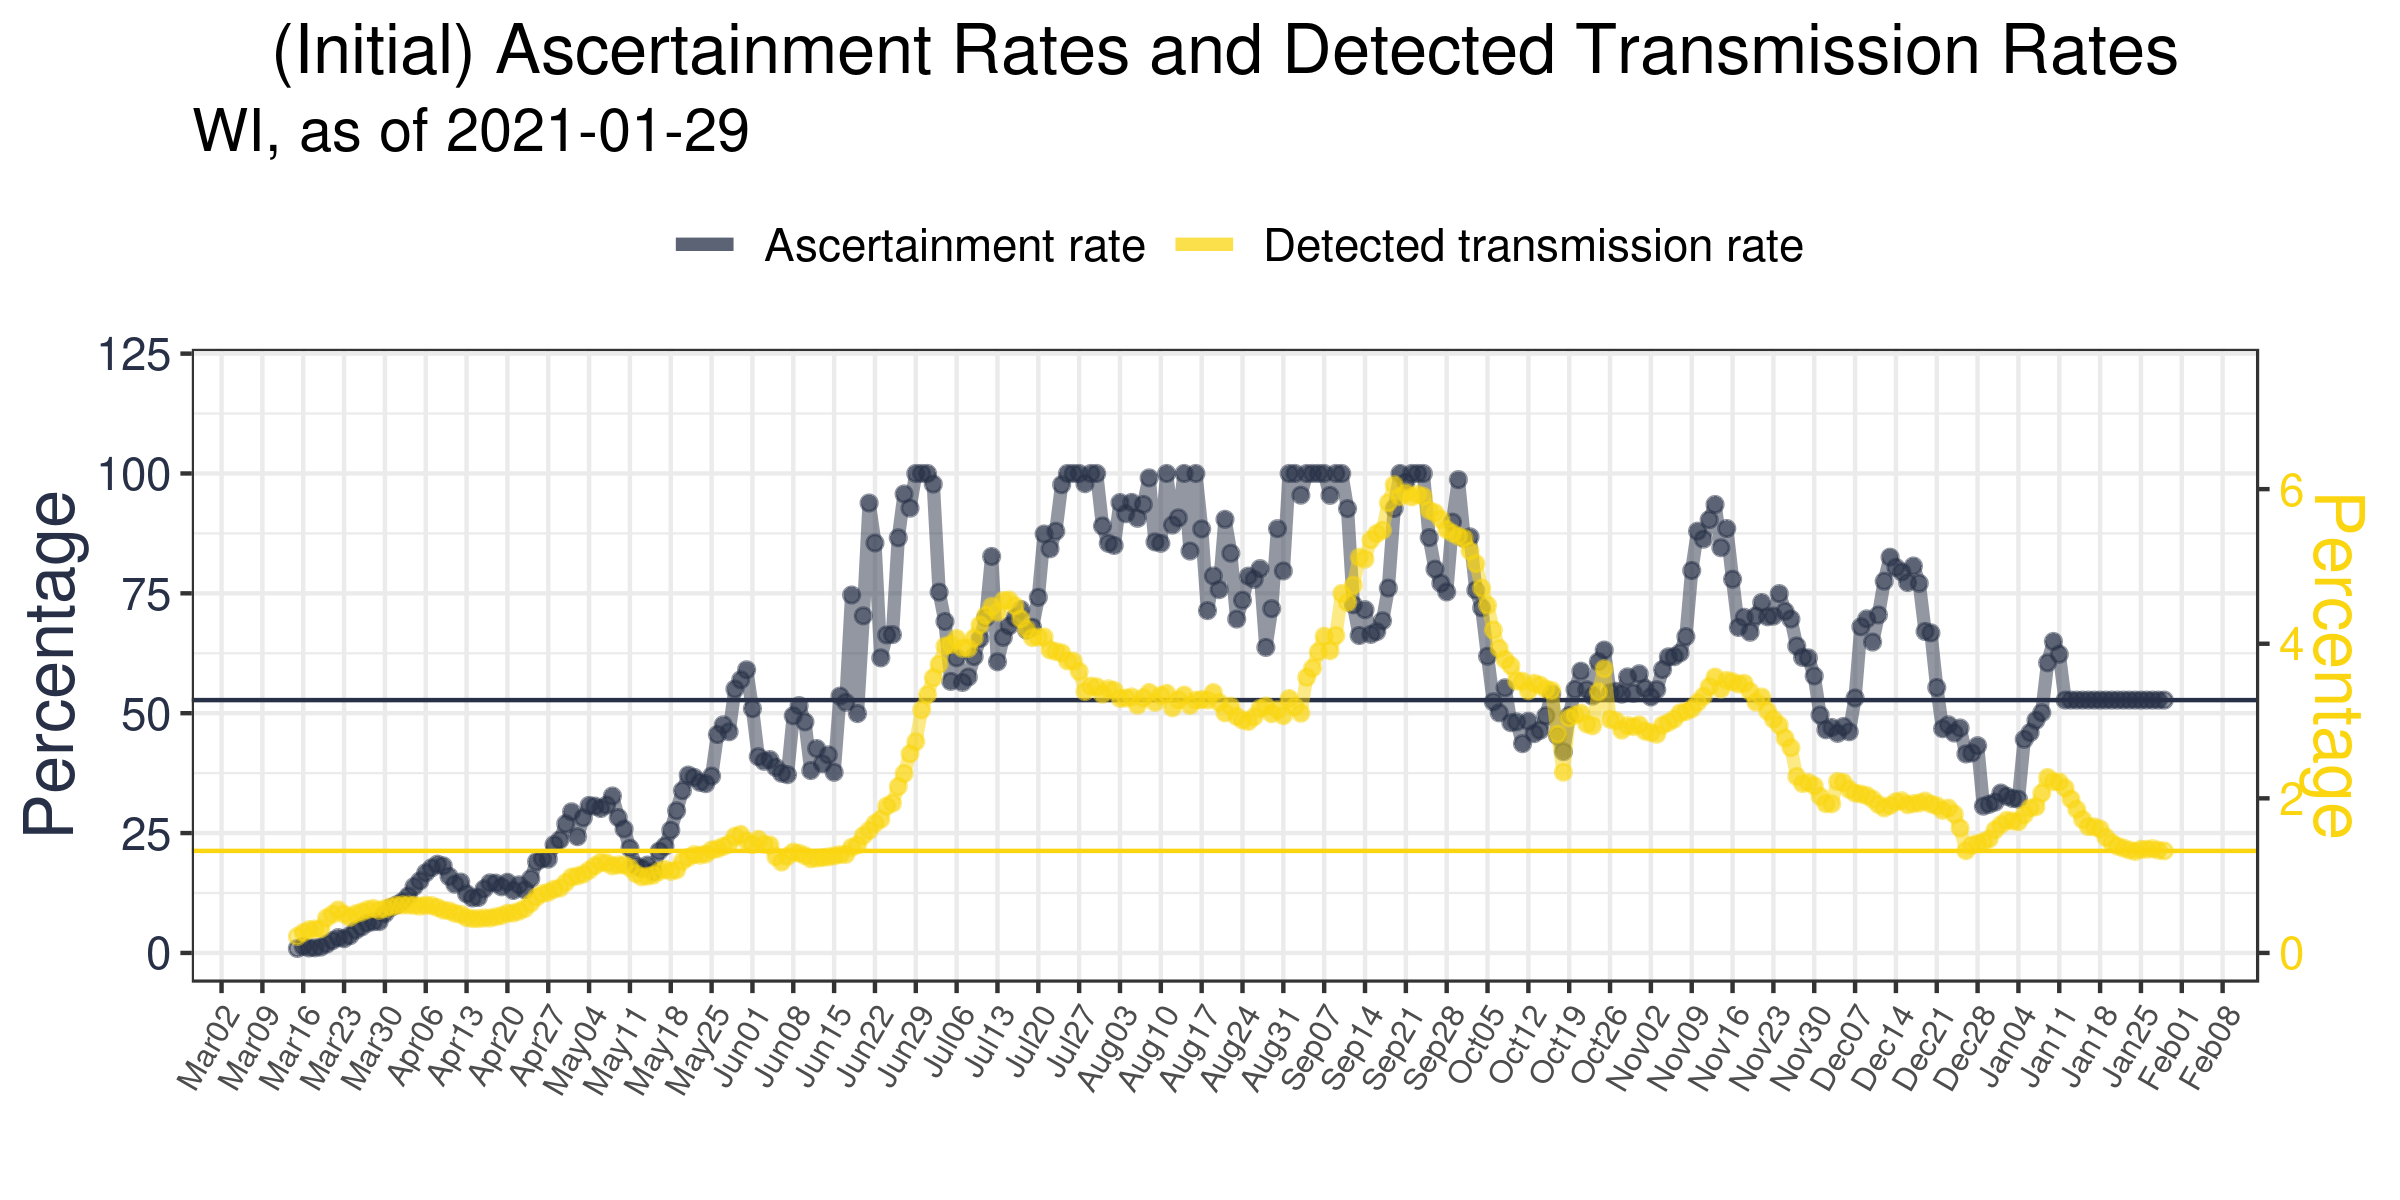 (Initial) Ascertainment Rates and Detected Transmission Rates
WI, as of 2021-01-29
Ascertainment rate
Detected transmission rate
125
100
75
50
25
0
Percentage
6
4
2
0
Percentage
Mar02
Mar09
Mar16
Mar23
Mar30
Apr06
Apr13
Apr20
Apr27
May04
May11
May18
May25
Jun01
Jun08
Jun15
Jun22
Jun29
Jul06
Jul13
Jul20
Jul27
Aug03
Aug10
Aug17
Aug24
Aug31
Sep07
Sep14
Sep21
Sep28
Oct05
Oct12
Oct19
Oct26
Nov02
Nov09
Nov16
Nov23
Nov30
Dec07
Dec14
Dec21
Dec28
Jan04
Jan11
Jan18
Jan25
Feb01
Feb08